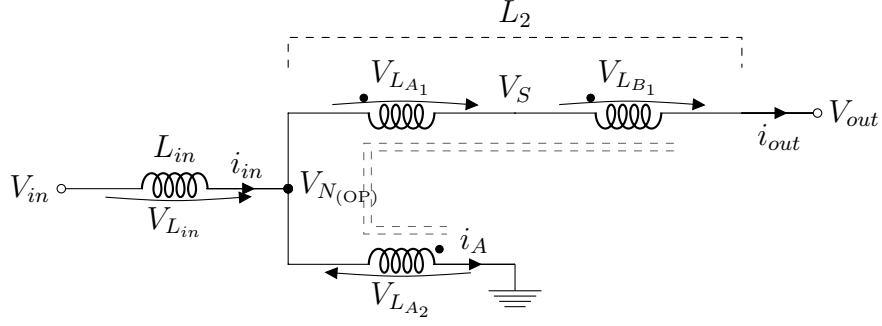 L_2
V_{L_{A_1}}
V_S
V_{L_{B_1}}
V_{out}
i_{out}
L_{in}
i_{in}
V_{in}
V_{N_{(OP)}}
V_{L_{in}}
i_A
V_{L_{A_2}}